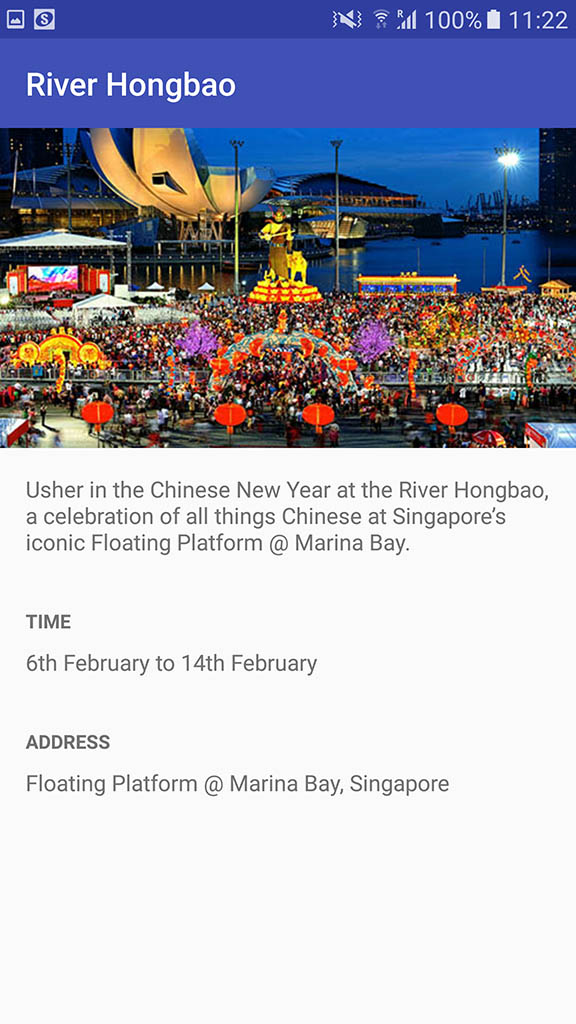 100% 11:22
River Hongbao
Usher in the Chinese New Year at the River Hongbao,
a celebration of all things Chinese at Singapore’s
iconic Floating Platform @ Marina Bay.
TIME
6th February to 14th February
ADDRESS
Floating Platform @ Marina Bay, Singapore